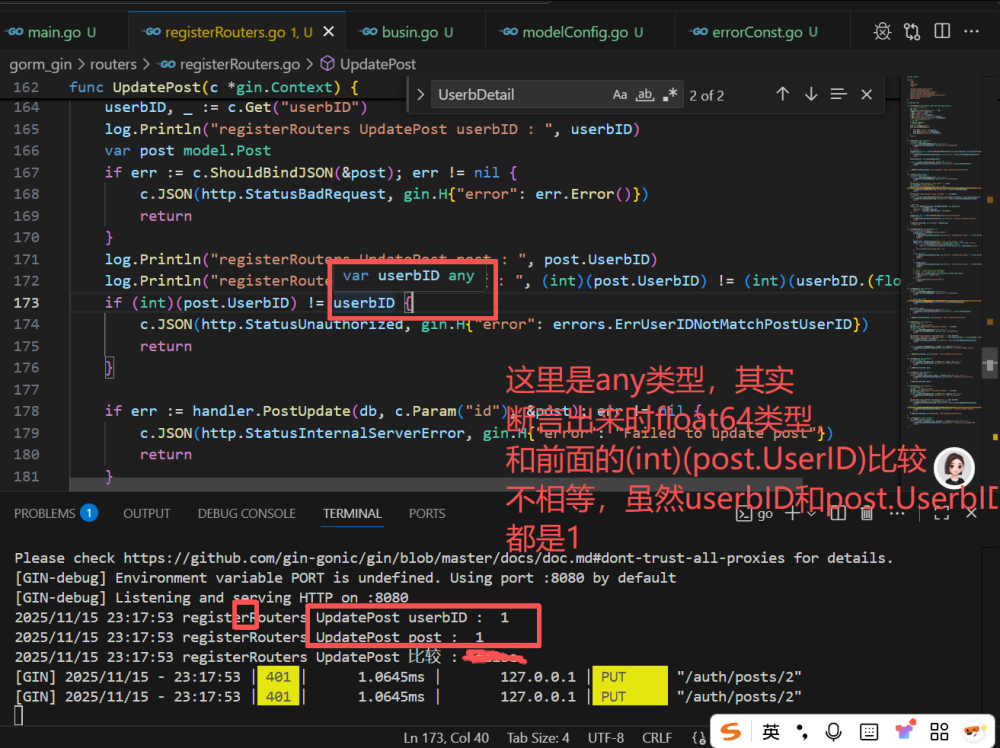 main.go U
registerRouters.go 1, U
busin.go U
modelConfig.go U
errorConst.go U
gorm_gin > routers > registerRouters.go > UpdatePost
UserbDetail
Aa ab .*
2 of 2
162 func UpdatePost(c *gin.Context) {
164 userbID, _ := c.Get("userbID")
165 log.Println("registerRouters UpdatePost userbID : ", userbID)
166 var post model.Post
167 if err := c.ShouldBindJSON(&post); err != nil {
168 c.JSON(http.StatusBadRequest, gin.H{"error": err.Error()})
169 return
170 }
171 log.Println("registerRouters UpdatePost post : ", post.UserbID)
var userbID any
172 log.Println("registerRouters : ", (int)(post.UserbID) != (int)(userbID.(flo
173 if (int)(post.UserbID) != userbID {
174 c.JSON(http.StatusUnauthorized, gin.H{"error": errors.ErrUserIDNotMatchPostUserID})
175 return
176 }
177
178 if err := handler.PostUpdate(db, c.Param("id"), &post); err != nil {
179 c.JSON(http.StatusInternalServerError, gin.H{"error": "Failed to update post"})
180 return
181 }
这里是any类型，其实
断言出来时float64类型，
和前面的(int)(post.UserID)比较
不相等，虽然userbID和post.UserbID
都是1
PROBLEMS 1 OUTPUT DEBUG CONSOLE TERMINAL PORTS
go
Please check https://github.com/gin-gonic/gin/blob/master/docs/doc.md#dont-trust-all-proxies for details.
[GIN-debug] Environment variable PORT is undefined. Using port :8080 by default
[GIN-debug] Listening and serving HTTP on :8080
2025/11/15 23:17:53 registerRouters UpdatePost userbID : 1
2025/11/15 23:17:53 registerRouters UpdatePost post : 1
2025/11/15 23:17:53 registerRouters UpdatePost 比较 :
[GIN] 2025/11/15 - 23:17:53 | 401 | 1.0645ms | 127.0.0.1 | PUT "/auth/posts/2"
[GIN] 2025/11/15 - 23:17:53 | 401 | 1.0645ms | 127.0.0.1 | PUT "/auth/posts/2"
Ln 173, Col 40 Tab Size: 4 UTF-8 CRLF {}
S 英